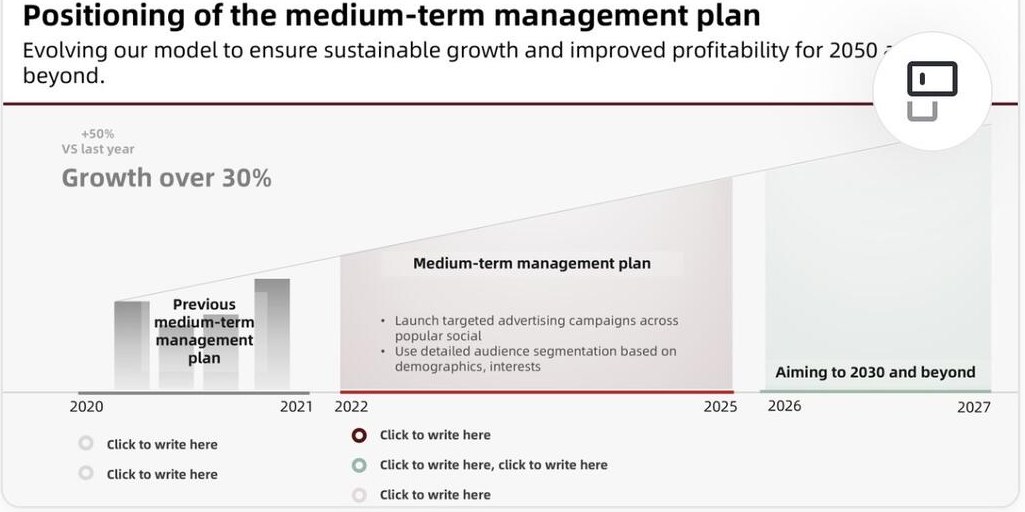 Positioning of the medium-term management plan
Evolving our model to ensure sustainable growth and improved profitability for 2050
beyond.
+50%
VS last year
Growth over 30%
Previous
medium-term
management
plan
Medium-term management plan
• Launch targeted advertising campaigns across
popular social
• Use detailed audience segmentation based on
demographics, interests
Aiming to 2030 and beyond
2020
2021
2022
2025
2026
2027
Click to write here
Click to write here
Click to write here
Click to write here, click to write here
Click to write here